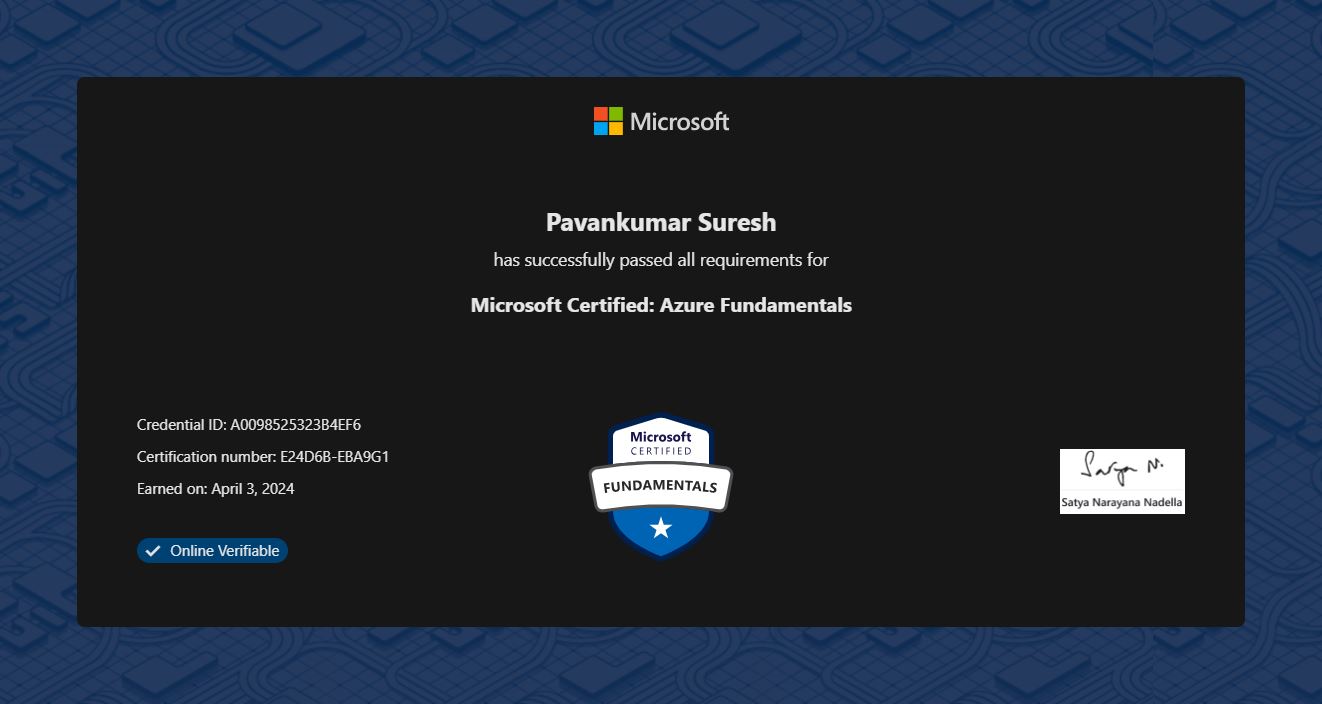 Microsoft
Pavankumar Suresh
has successfully passed all requirements for
Microsoft Certified: Azure Fundamentals
Credential ID: A0098525323B4EF6
Certification number: E24D6B-EBA9G1
Earned on: April 3, 2024
Online Verifiable
Microsoft
CERTIFIED
FUNDAMENTALS
Satya N.
Satya Narayana Nadella